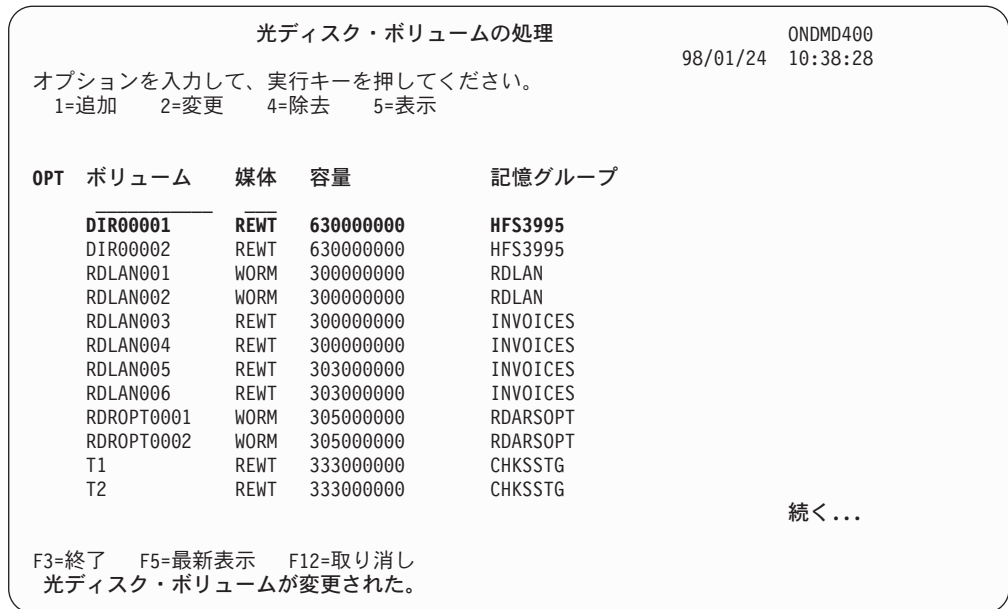 光ディスク・ボリュームの処理 ONDMD400
98/01/24 10:38:28
オプションを入力して、実行キーを押してください。
1=追加 2=変更 4=除去 5=表示
OPT ボリューム 媒体 容量 記憶グループ
DIR00001 REWT 630000000 HFS3995
DIR00002 REWT 630000000 HFS3995
RDLAN001 WORM 300000000 RDLAN
RDLAN002 WORM 300000000 RDLAN
RDLAN003 REWT 300000000 INVOICES
RDLAN004 REWT 300000000 INVOICES
RDLAN005 REWT 303000000 INVOICES
RDLAN006 REWT 303000000 INVOICES
RDROPT0001 WORM 305000000 RDARSOPT
RDROPT0002 WORM 305000000 RDARSOPT
T1 REWT 333000000 CHKSSTG
T2 REWT 333000000 CHKSSTG
続く...
F3=終了 F5=最新表示 F12=取り消し
光ディスク・ボリュームが変更された。